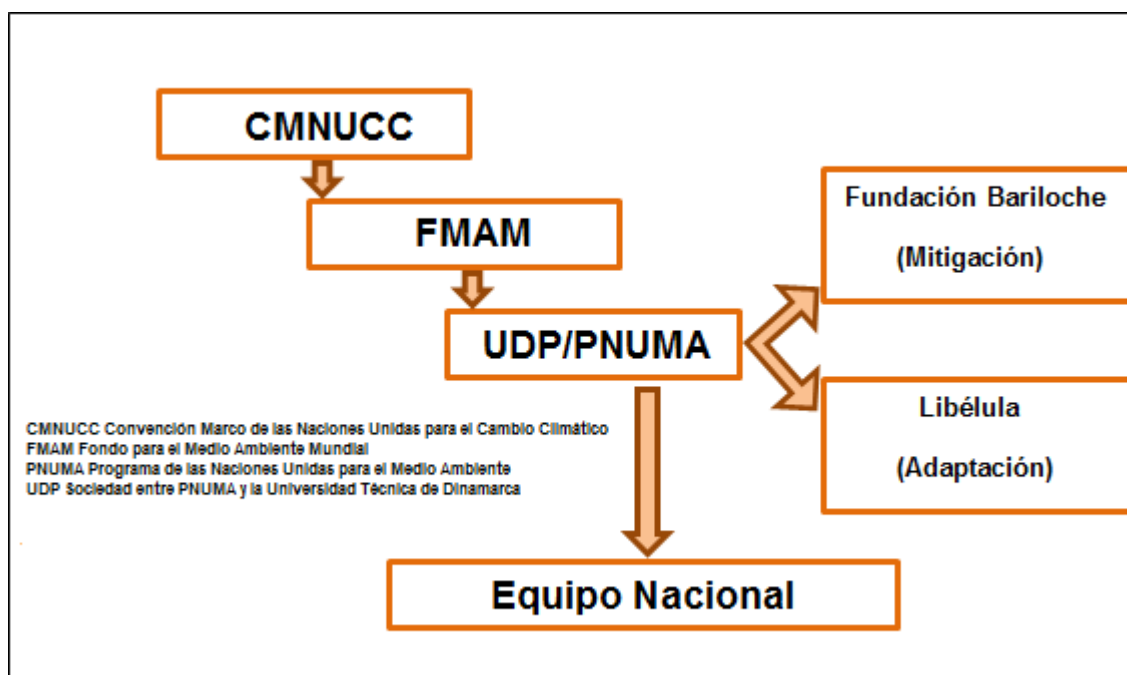 CMNUCC
FMAM
UDP/PNUMA
Fundación Bariloche
(Mitigación)
Libélula
(Adaptación)
CMNUCC Convención Marco de las Naciones Unidas para el Cambio Climático
FMAM Fondo para el Medio Ambiente Mundial
PNUMA Programa de las Naciones Unidas para el Medio Ambiente
UDP Sociedad entre PNUMA y la Universidad Técnica de Dinamarca
Equipo Nacional